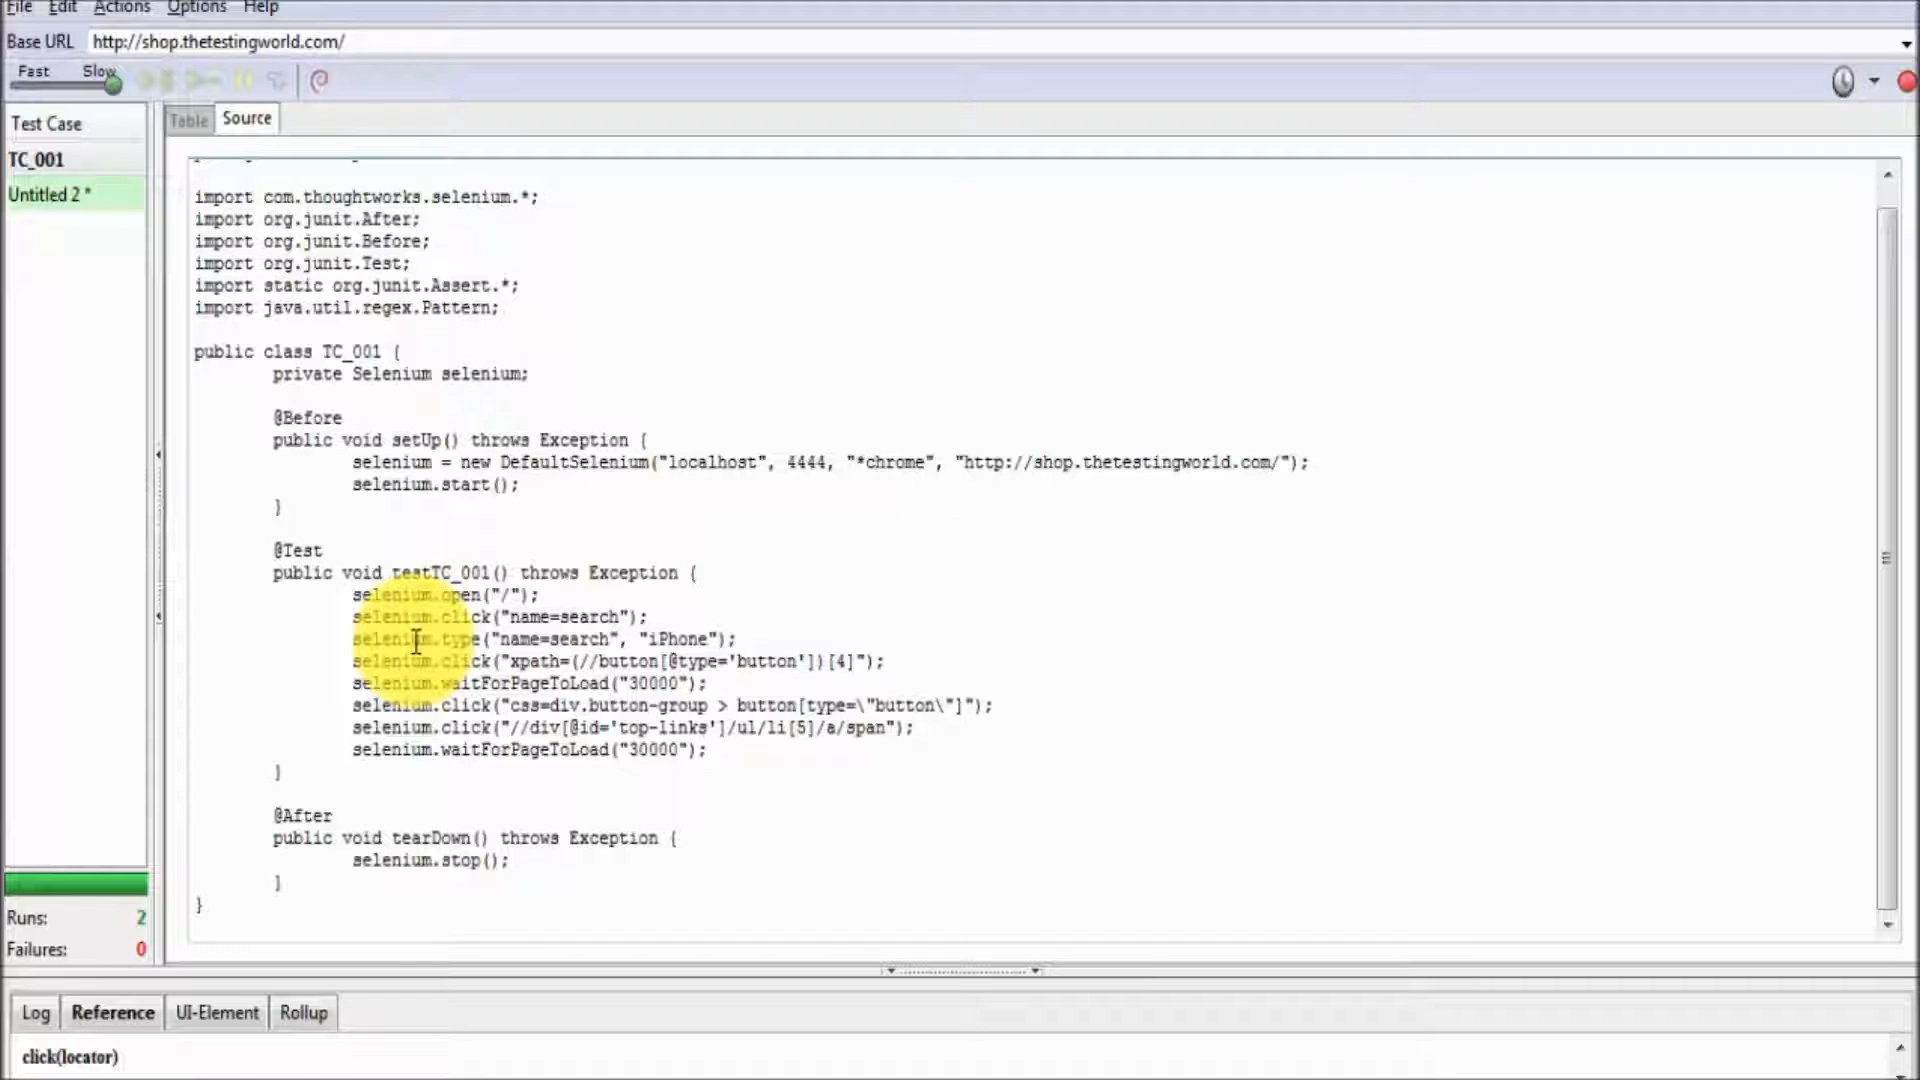 File Edit Actions Options Help
Base URL http://shop.thetestingworld.com/
Fast Slow
Test Case
TC_001
Untitled 2 *
Table Source
import com.thoughtworks.selenium.*;
import org.junit.After;
import org.junit.Before;
import org.junit.Test;
import static org.junit.Assert.*;
import java.util.regex.Pattern;
public class TC_001 {
private Selenium selenium;
@Before
public void setUp() throws Exception {
selenium = new DefaultSelenium("localhost", 4444, "*chrome", "http://shop.thetestingworld.com/");
selenium.start();
}
@Test
public void testTC_001() throws Exception {
selenium.open("/");
selenium.click("name=search");
selenium.type("name=search", "iPhone");
selenium.click("xpath=(//button[@type='button'])[4]");
selenium.waitForPageToLoad("30000");
selenium.click("css=div.button-group > button[type=\"button\"]");
selenium.click("//div[@id='top-links']/ul/li[5]/a/span");
selenium.waitForPageToLoad("30000");
}
@After
public void tearDown() throws Exception {
selenium.stop();
}
}
Runs: 2
Failures: 0
Log Reference UI-Element Rollup
click(locator)